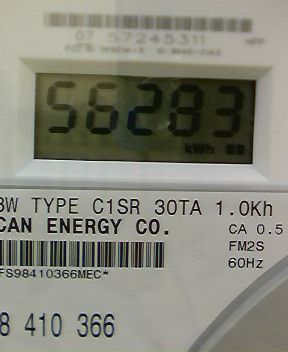 07 57245311
56283
kWh
3W TYPE C1SR 30TA 1.0Kh
CAN ENERGY CO.
CA 0.5
FM2S
60Hz
FS98410366MEC*
8 410 366